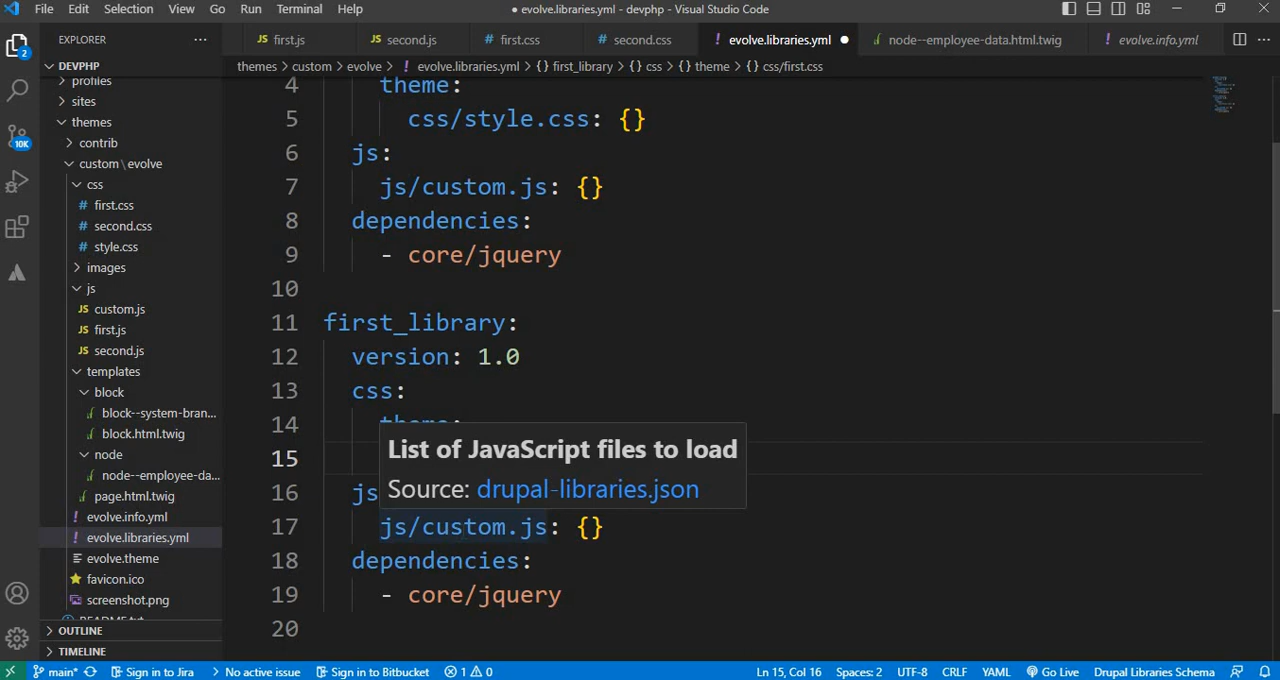 File Edit Selection View Go Run Terminal Help
● evolve.libraries.yml - devphp - Visual Studio Code
EXPLORER
JS first.js
JS second.js
# first.css
# second.css
! evolve.libraries.yml ●
node--employee-data.html.twig
! evolve.info.yml
themes > custom > evolve > ! evolve.libraries.yml > {} first_library > {} css > {} theme > {} css/first.css
2
10K
DEVPHP
profiles
sites
themes
contrib
custom\evolve
css
# first.css
# second.css
# style.css
images
js
JS custom.js
JS first.js
JS second.js
templates
block
block--system-bran...
block.html.twig
node
node--employee-da...
page.html.twig
! evolve.info.yml
! evolve.libraries.yml
evolve.theme
favicon.ico
screenshot.png
OUTLINE
TIMELINE
4 theme:
5 css/style.css: {}
6 js:
7 js/custom.js: {}
8 dependencies:
9 - core/jquery
10
11 first_library:
12 version: 1.0
13 css:
14 theme:
List of JavaScript files to load
15
Source: drupal-libraries.json
16 js
17 js/custom.js: {}
18 dependencies:
19 - core/jquery
20
main* Sign in to Jira No active issue Sign in to Bitbucket 1 0 Ln 15, Col 16 Spaces: 2 UTF-8 CRLF YAML Go Live Drupal Libraries Schema